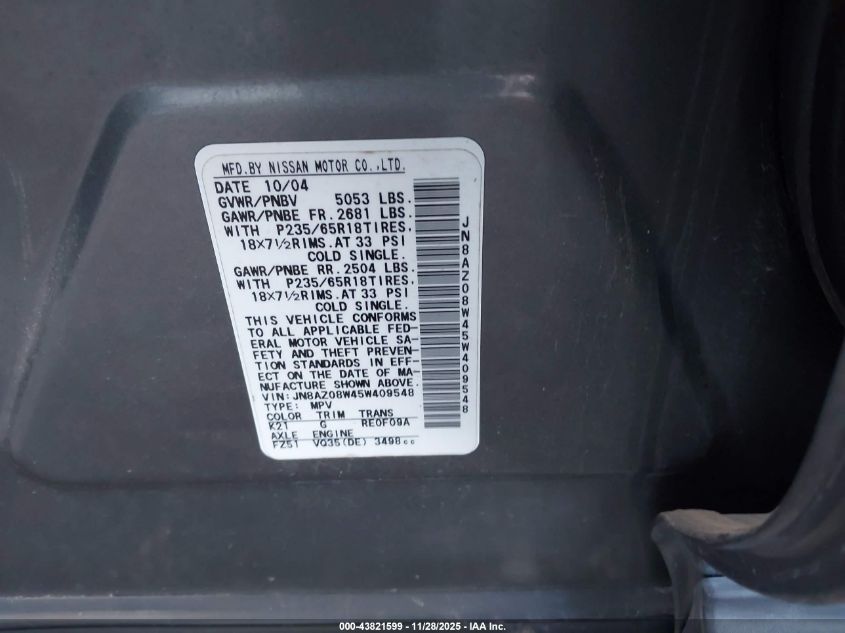 MFD.BY NISSAN MOTOR CO.,LTD.
DATE 10/04
GVWR/PNBV 5053 LBS.
GAWR/PNBE FR. 2681 LBS.
WITH P235/65R18TIRES,
18X7½RIMS.AT 33 PSI
COLD SINGLE.
GAWR/PNBE RR. 2504 LBS.
WITH P235/65R18TIRES,
18X7½RIMS.AT 33 PSI
COLD SINGLE.
THIS VEHICLE CONFORMS
TO ALL APPLICABLE FED-
ERAL MOTOR VEHICLE SA-
FETY AND THEFT PREVEN-
TION STANDARDS IN EFF-
ECT ON THE DATE OF MA-
NUFACTURE SHOWN ABOVE.
VIN: JN8AZ08W45W409548
TYPE: MPV
COLOR TRIM TRANS
K21 G RE0F09A
AXLE ENGINE
FZ51 VQ35(DE) 3498cc
JN8AZ08W45W409548
000-43821599 - 11/28/2025 - IAA Inc.